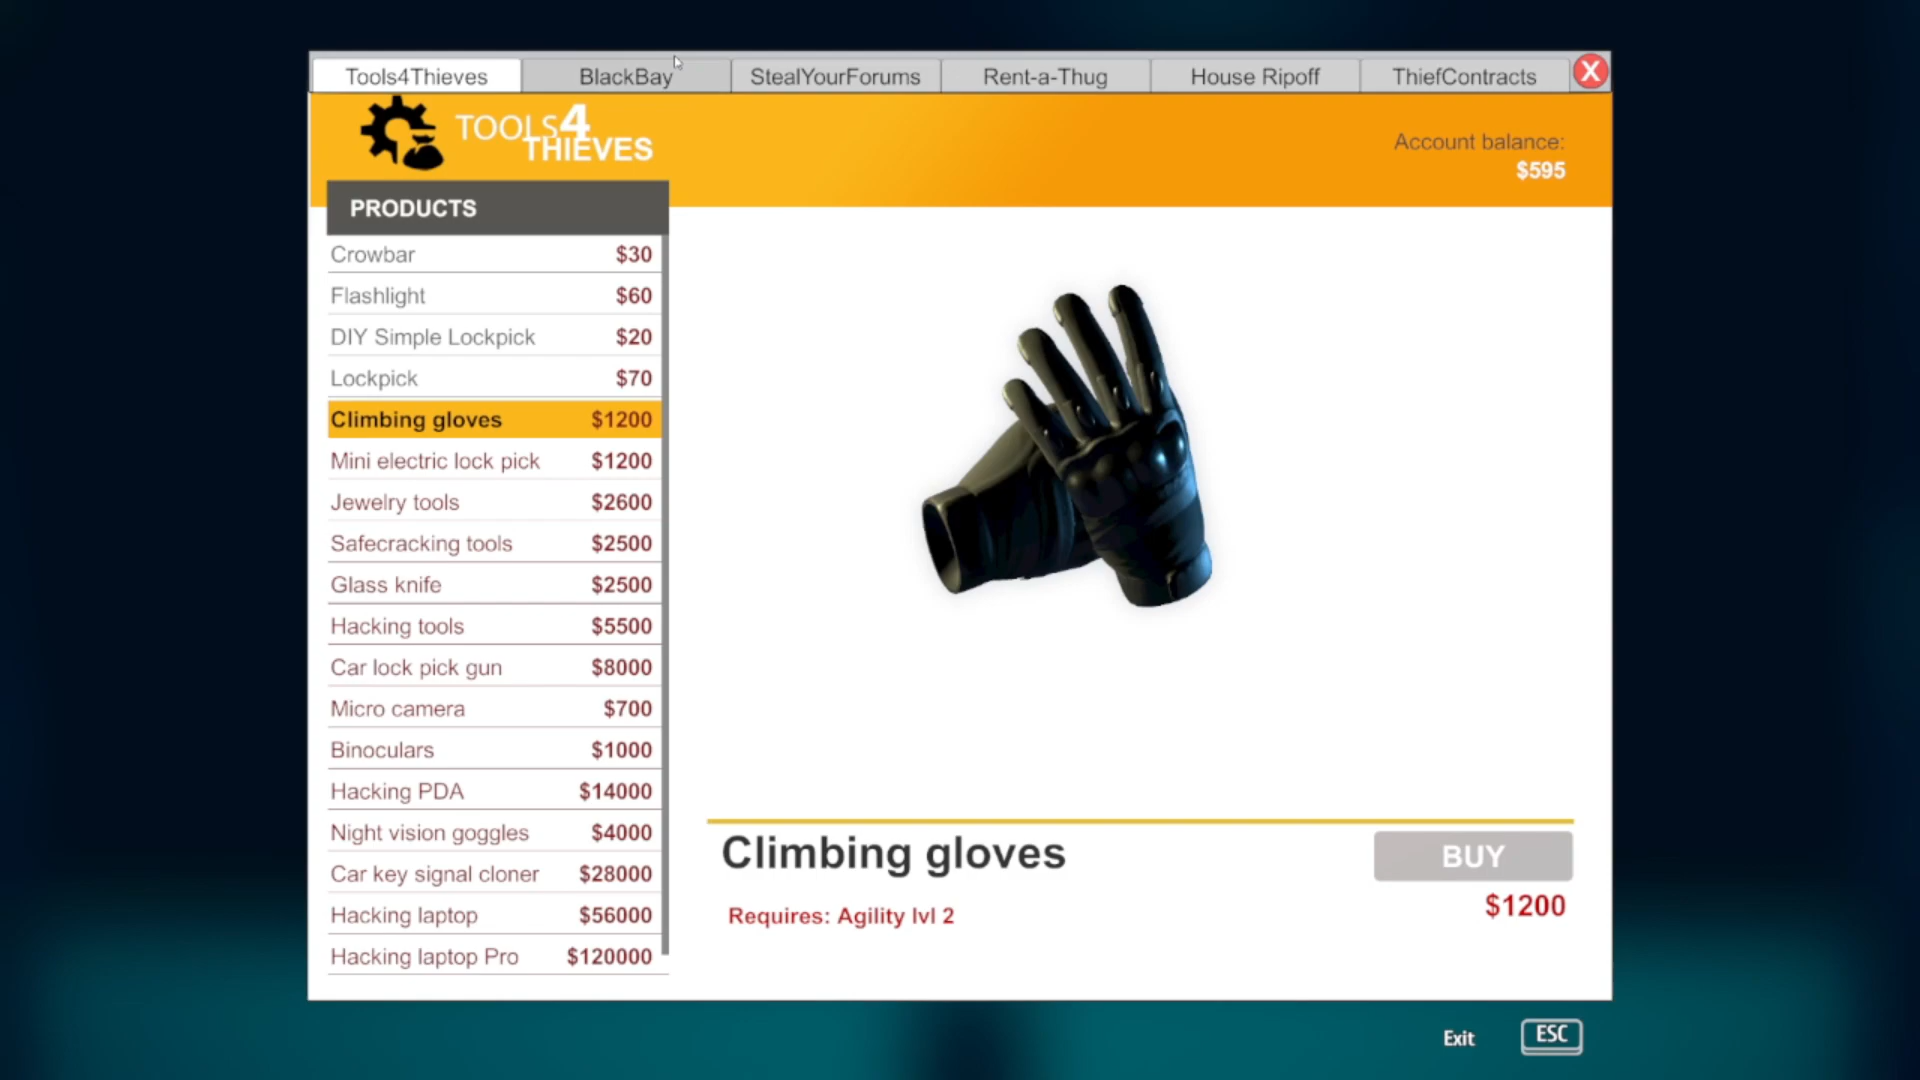 Tools4Thieves
BlackBay
StealYourForums
Rent-a-Thug
House Ripoff
ThiefContracts
X
TOOLS4
THIEVES
Account balance:
$595
PRODUCTS
Crowbar $30
Flashlight $60
DIY Simple Lockpick $20
Lockpick $70
Climbing gloves $1200
Mini electric lock pick $1200
Jewelry tools $2600
Safecracking tools $2500
Glass knife $2500
Hacking tools $5500
Car lock pick gun $8000
Micro camera $700
Binoculars $1000
Hacking PDA $14000
Night vision goggles $4000
Car key signal cloner $28000
Hacking laptop $56000
Hacking laptop Pro $120000
Climbing gloves
BUY
Requires: Agility lvl 2
$1200
Exit ESC